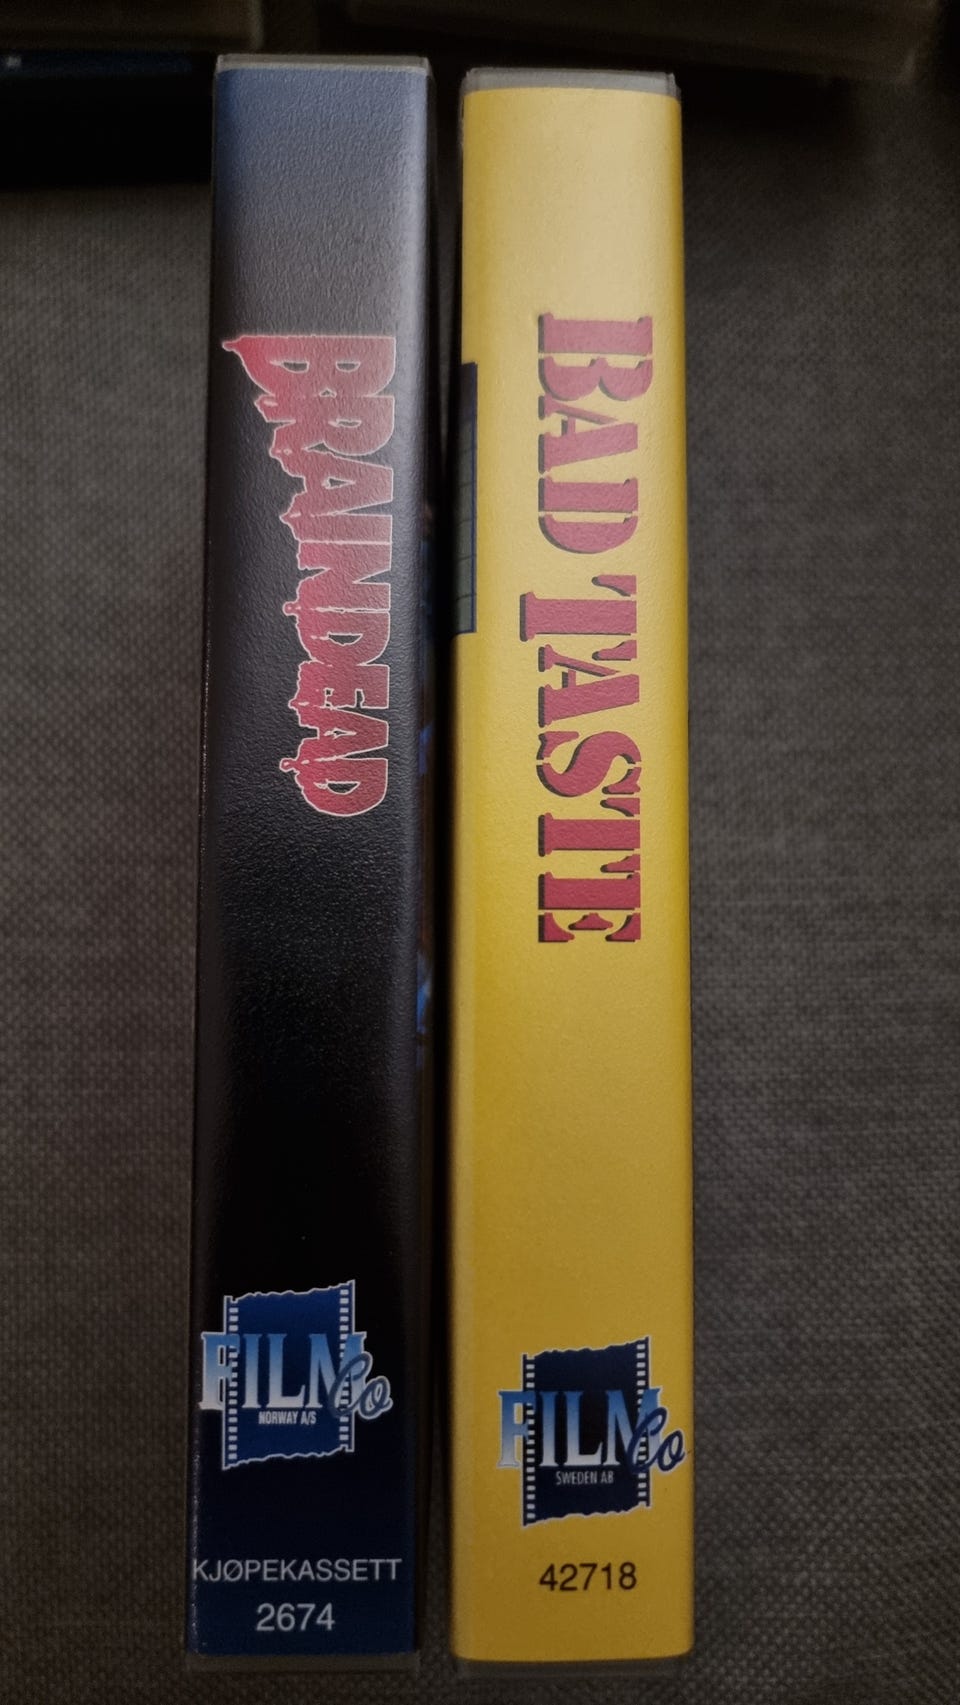 BRAINDEAD
FILM Co
NORWAY A/S
KJØPEKASSETT
2674
BAD TASTE
FILM Co
SWEDEN AB
42718